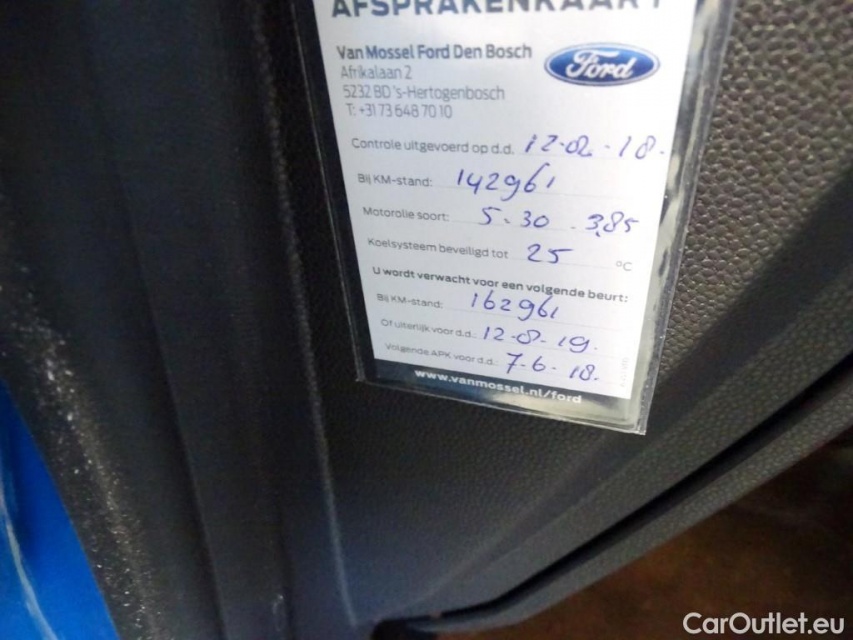 AFSPRAKENKAART
Van Mossel Ford Den Bosch
Ford
Afrikalaan 2
5232 BD 's-Hertogenbosch
T: +31 73 648 70 10
Controle uitgevoerd op d.d. 12-02-18.
Bij KM-stand: 142961
Motorolie soort: 5-30 3,85
Koelsysteem beveiligd tot 25 °C
U wordt verwacht voor een volgende beurt:
Bij KM-stand: 162961
Of uiterlijk voor d.d.: 12-8-19.
Volgende APK voor d.d.: 7-6-18.
www.vanmossel.nl/ford
CarOutlet.eu